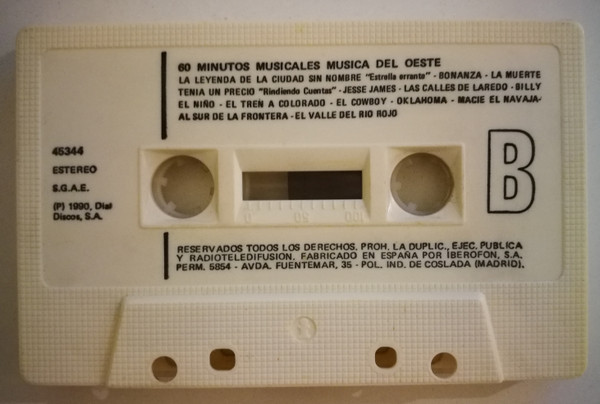 60 MINUTOS MUSICALES MUSICA DEL OESTE
LA LEYENDA DE LA CIUDAD SIN NOMBRE "Estrella errante" - BONANZA - LA MUERTE
TENIA UN PRECIO "Rindiendo Cuentas" - JESSE JAMES - LAS CALLES DE LAREDO - BILLY
EL NIÑO - EL TREN A COLORADO - EL COWBOY - OKLAHOMA - MACIE EL NAVAJA-
AL SUR DE LA FRONTERA - EL VALLE DEL RIO ROJO
45344
ESTEREO
S.G.A.E.
(P) 1990, Dial
Discos, S.A.
B
0 50 100
RESERVADOS TODOS LOS DERECHOS. PROH. LA DUPLIC., EJEC. PUBLICA
Y RADIOTELEDIFUSION. FABRICADO EN ESPAÑA POR IBEROFON, S.A.
PERM. 5854 - AVDA. FUENTEMAR, 35 - POL. IND. DE COSLADA (MADRID).